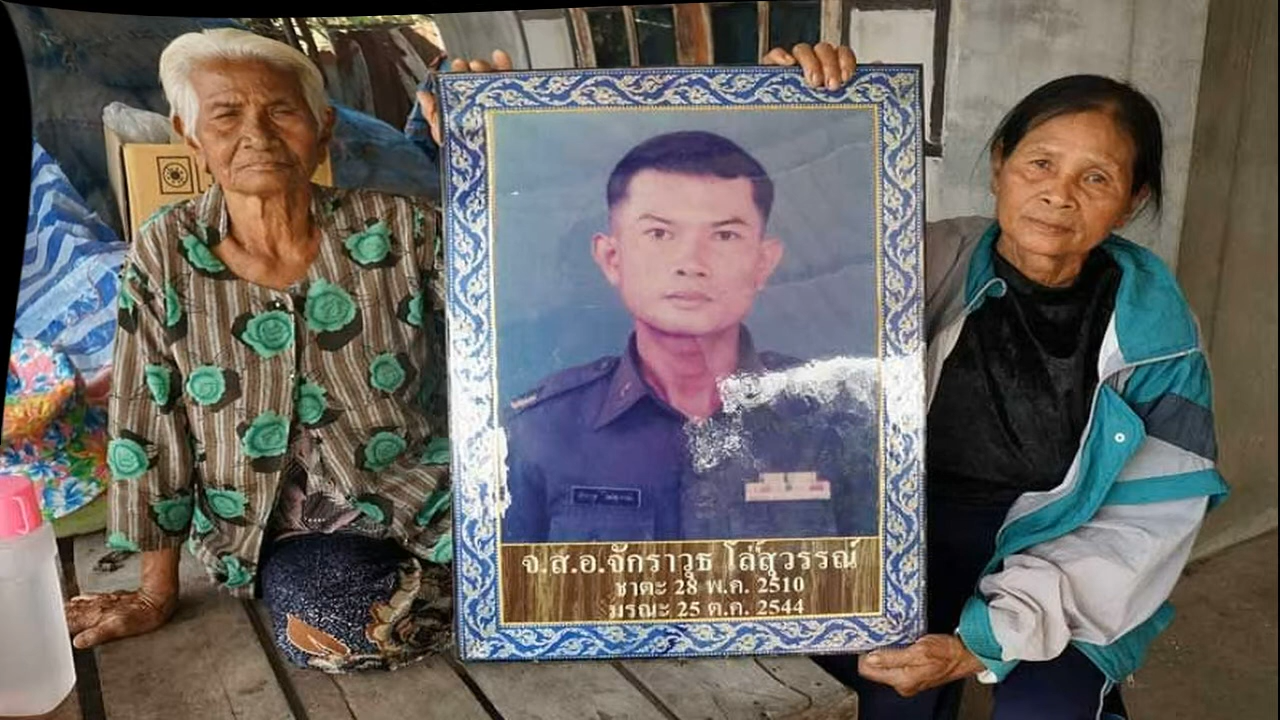 จ.ส.อ.จักราวุธ โล่สุวรรณ์
ชาตะ 28 พ.ค. 2510
มรณะ 25 ต.ค. 2544